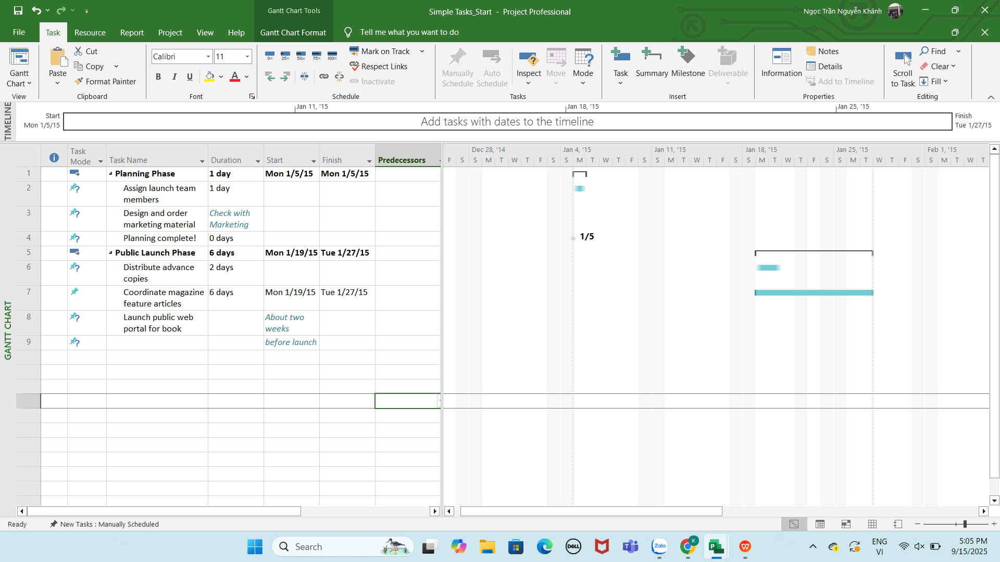 Gantt Chart Tools
Simple Tasks_Start - Project Professional
Ngọc Trần Nguyễn Khánh
File Task Resource Report Project View Help Gantt Chart Format Tell me what you want to do
Gantt Chart
View
Paste
Cut
Copy
Format Painter
Clipboard
Calibri 11
B I U A
Font
0% 25% 50% 75% 100%
Mark on Track
Respect Links
Inactivate
Schedule
Manually Schedule
Auto Schedule
Inspect
Move
Mode
Tasks
Task
Summary
Milestone
Deliverable
Insert
Information
Notes
Details
Add to Timeline
Properties
Scroll to Task
Find
Clear
Fill
Editing
TIMELINE
Jan 11, '15 Jan 18, '15 Jan 25, '15
Start
Mon 1/5/15
Add tasks with dates to the timeline
Finish
Tue 1/27/15
GANTT CHART
Task Mode Task Name Duration Start Finish Predecessors
Dec 28, '14 Jan 4, '15 Jan 11, '15 Jan 18, '15 Jan 25, '15 Feb 1, '15
F S S M T W T F S S M T W T F S S M T W T F S S M T W T F S S M T W T F S S M T W T
1 Planning Phase 1 day Mon 1/5/15 Mon 1/5/15
2 Assign launch team 1 day
members
3 Design and order Check with
marketing material Marketing
4 Planning complete! 0 days
1/5
5 Public Launch Phase 6 days Mon 1/19/15 Tue 1/27/15
6 Distribute advance 2 days
copies
7 Coordinate magazine 6 days Mon 1/19/15 Tue 1/27/15
feature articles
8 Launch public web About two
portal for book weeks
9 before launch
Ready New Tasks : Manually Scheduled
Search
DELL
Zalo
K
ENG
VI
5:05 PM
9/15/2025